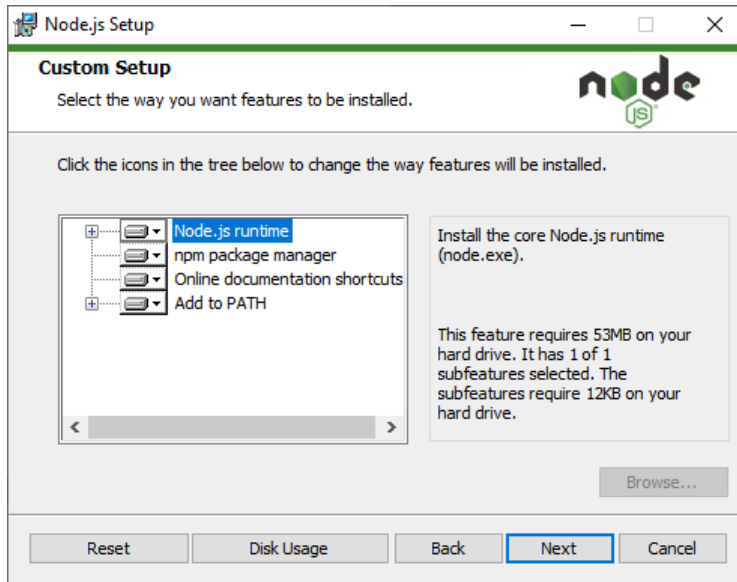 Node.js Setup
Custom Setup
Select the way you want features to be installed.
node
JS
Click the icons in the tree below to change the way features will be installed.
Node.js runtime
npm package manager
Online documentation shortcuts
Add to PATH
Install the core Node.js runtime
(node.exe).
This feature requires 53MB on your
hard drive. It has 1 of 1
subfeatures selected. The
subfeatures require 12KB on your
hard drive.
Browse...
Reset
Disk Usage
Back
Next
Cancel